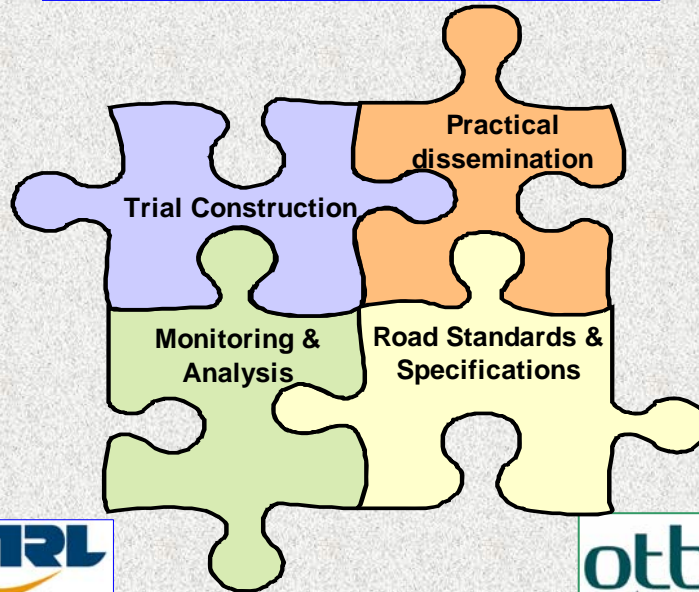 Practical
dissemination
Trial Construction
Monitoring &
Analysis
Road Standards &
Specifications